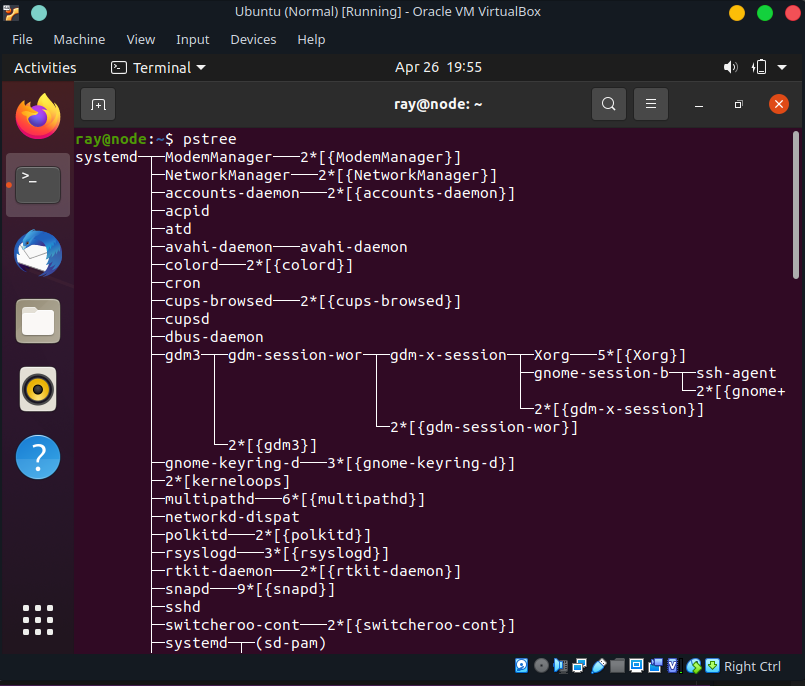 Ubuntu (Normal) [Running] - Oracle VM VirtualBox
File Machine View Input Devices Help
Activities Terminal Apr 26 19:55
ray@node: ~
ray@node:~$ pstree
systemd─┬─ModemManager───2*[{ModemManager}]
        ├─NetworkManager───2*[{NetworkManager}]
        ├─accounts-daemon───2*[{accounts-daemon}]
        ├─acpid
        ├─atd
        ├─avahi-daemon───avahi-daemon
        ├─colord───2*[{colord}]
        ├─cron
        ├─cups-browsed───2*[{cups-browsed}]
        ├─cupsd
        ├─dbus-daemon
        ├─gdm3─┬─gdm-session-wor─┬─gdm-x-session─┬─Xorg───5*[{Xorg}]
        │      │                 │               ├─gnome-session-b─┬─ssh-agent
        │      │                 │               │                 └─2*[{gnome+
        │      │                 │               └─2*[{gdm-x-session}]
        │      │                 └─2*[{gdm-session-wor}]
        │      └─2*[{gdm3}]
        ├─gnome-keyring-d───3*[{gnome-keyring-d}]
        ├─2*[kerneloops]
        ├─multipathd───6*[{multipathd}]
        ├─networkd-dispat
        ├─polkitd───2*[{polkitd}]
        ├─rsyslogd───3*[{rsyslogd}]
        ├─rtkit-daemon───2*[{rtkit-daemon}]
        ├─snapd───9*[{snapd}]
        ├─sshd
        ├─switcheroo-cont───2*[{switcheroo-cont}]
        ├─systemd─┬─(sd-pam)
Right Ctrl